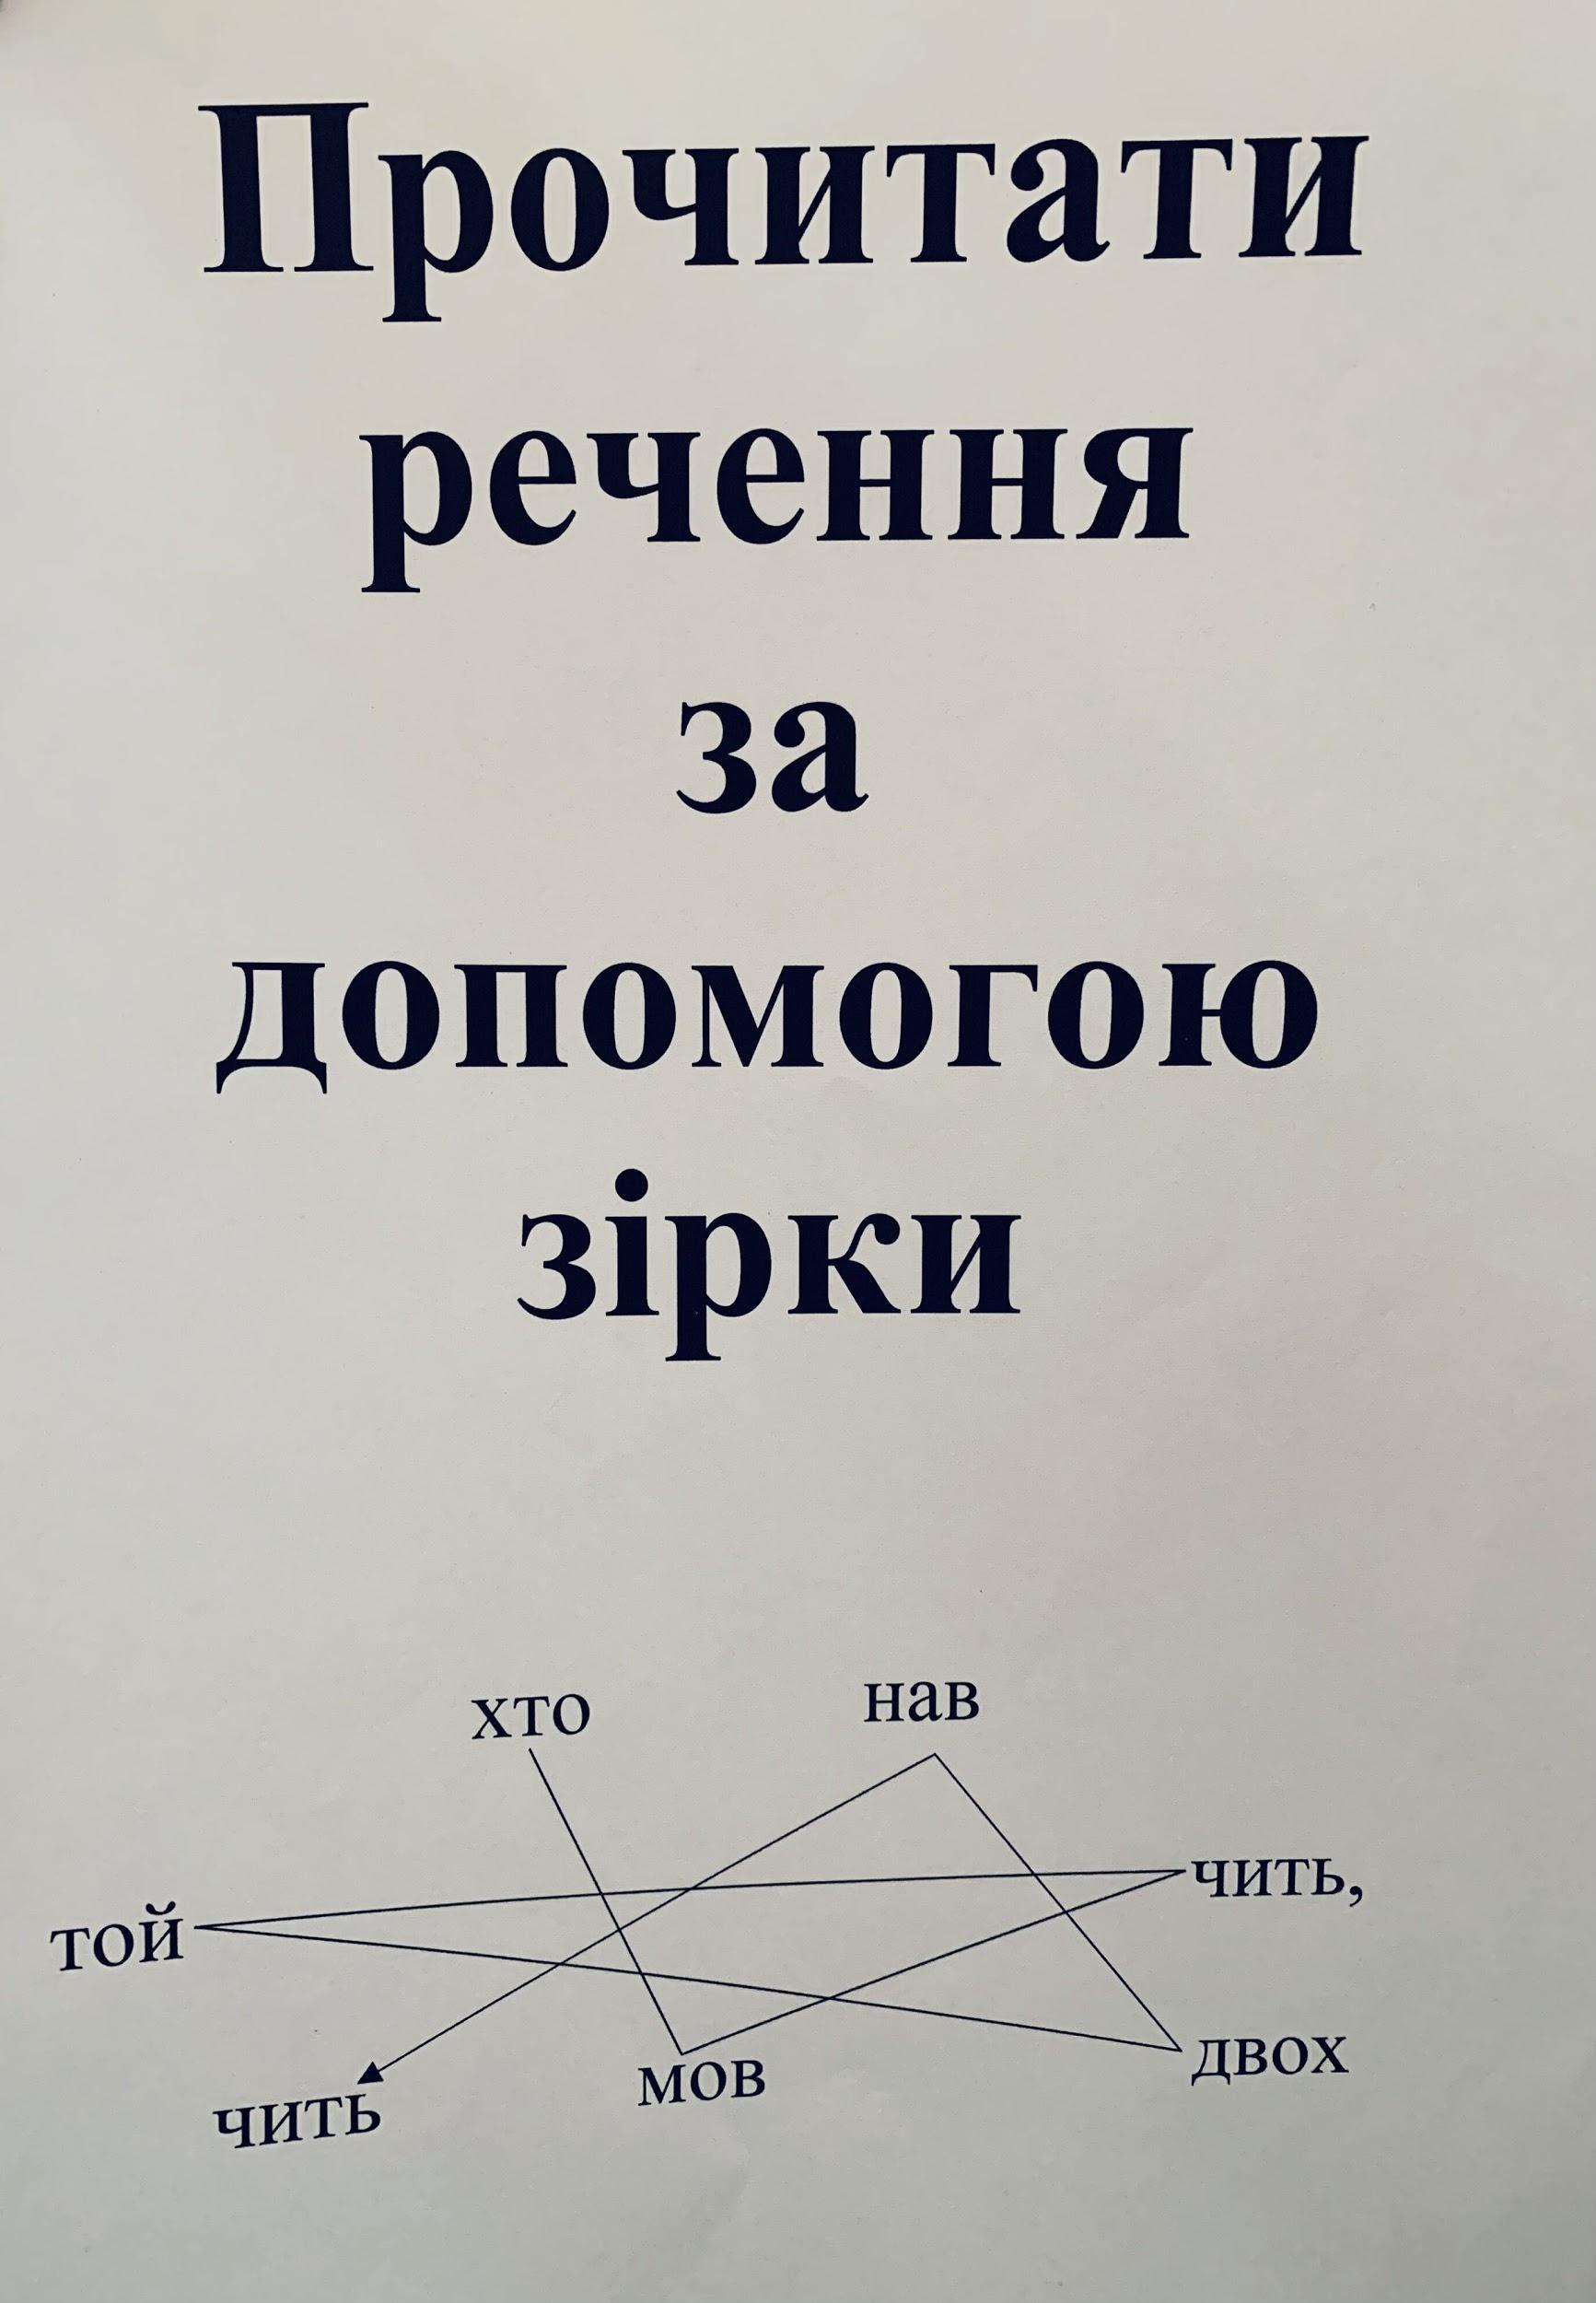 Прочитати
речення
за
допомогою
зірки
хто
нав
чить,
той
двох
мов
чить